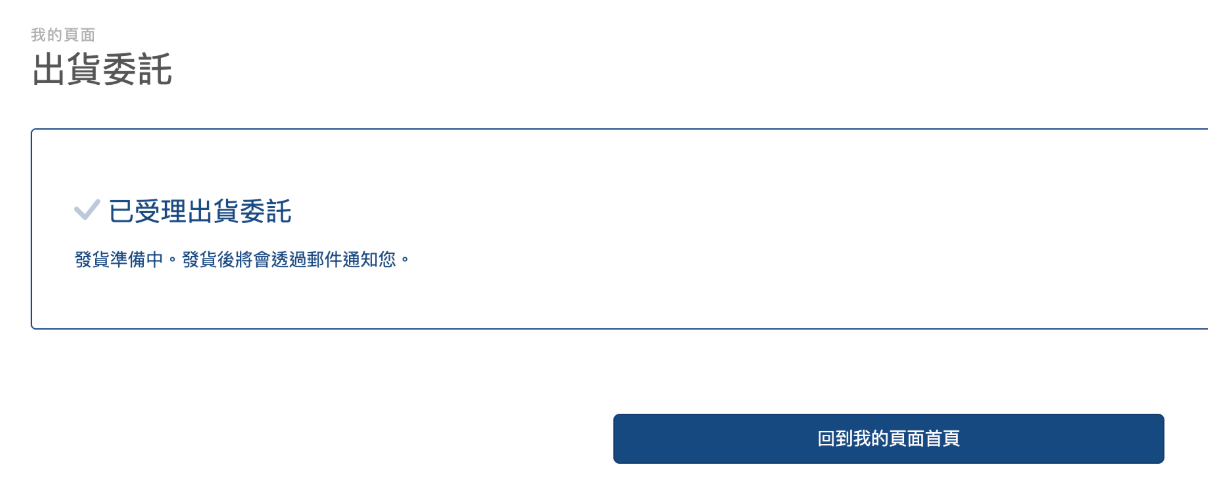 我的頁面
出貨委託
已受理出貨委託
發貨準備中。發貨後將會透過郵件通知您。
回到我的頁面首頁